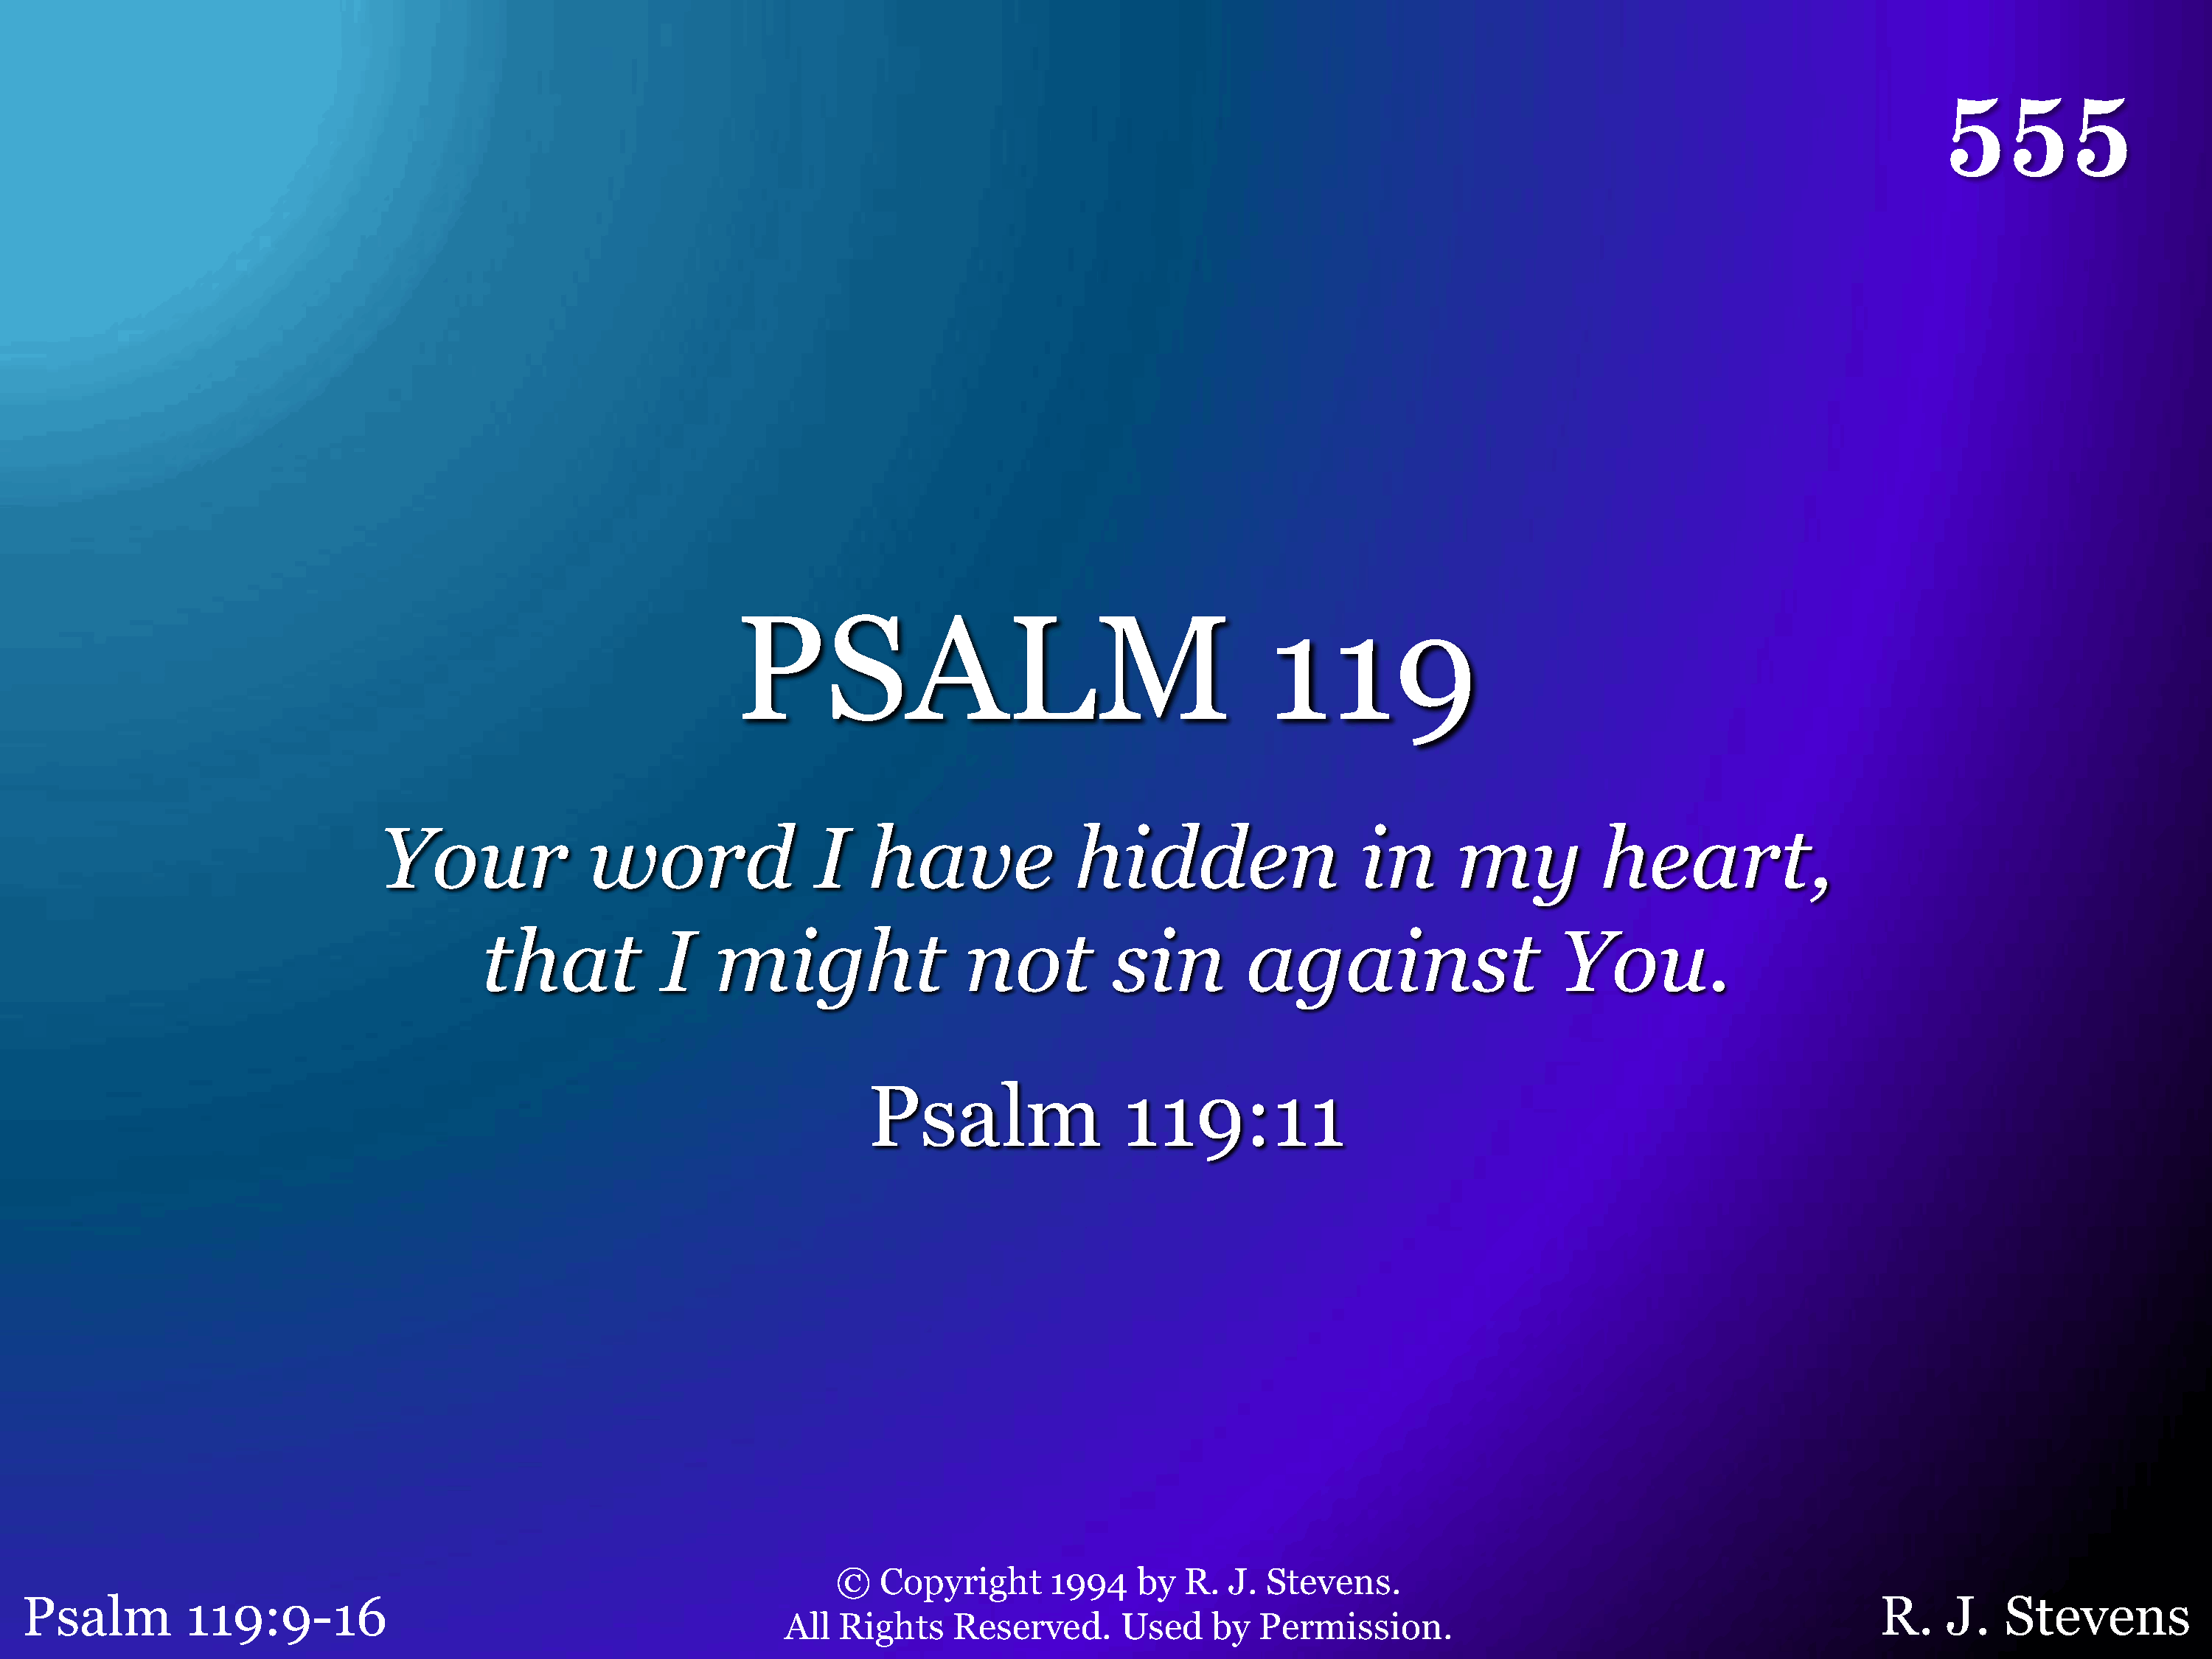 555
PSALM 119
Your word I have hidden in my heart,
that I might not sin against You.
Psalm 119:11
© Copyright 1994 by R. J. Stevens.
All Rights Reserved. Used by Permission.
Psalm 119:9-16
R. J. Stevens